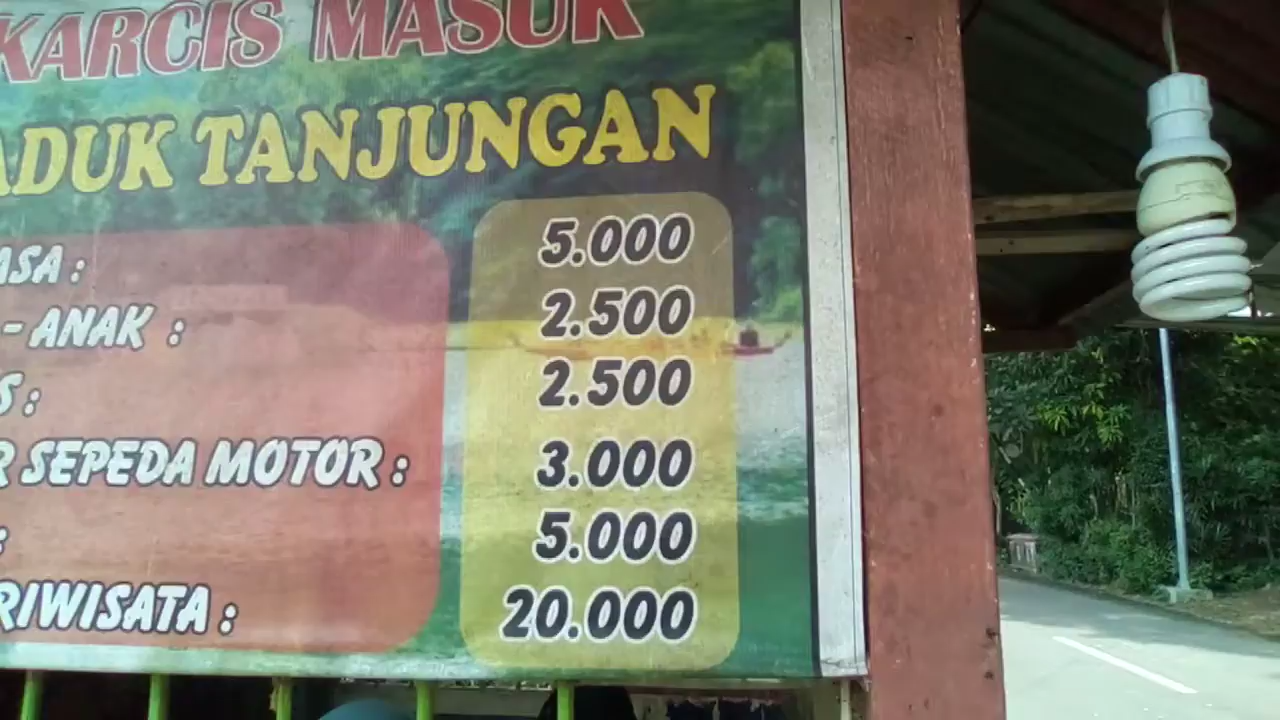 KARCIS MASUK
ADUK TANJUNGAN
ASA : 5.000
- ANAK : 2.500
S : 2.500
R SEPEDA MOTOR : 3.000
: 5.000
RIWISATA : 20.000